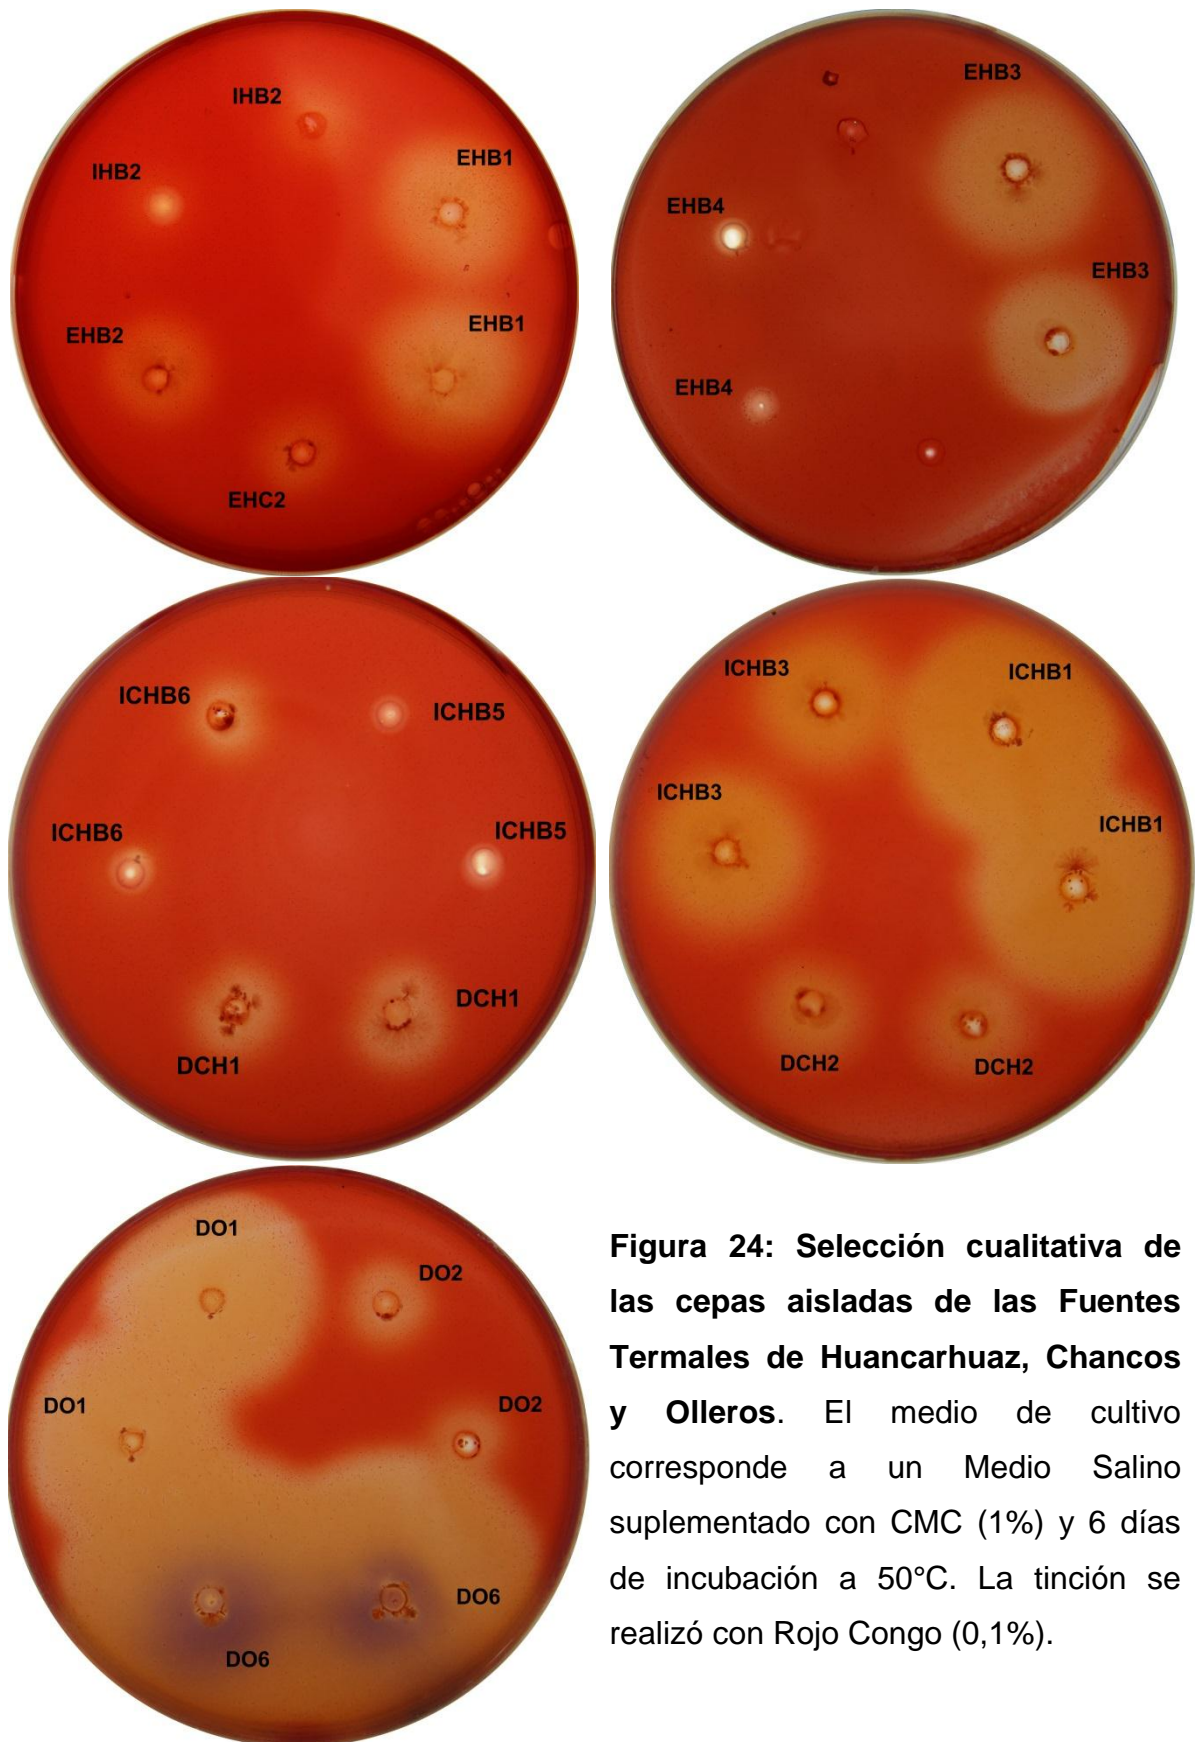 IHB2
EHB1
IHB2
EHB2
EHB1
EHC2
EHB3
EHB4
EHB3
EHB4
ICHB6
ICHB5
ICHB6
ICHB5
DCH1
DCH1
ICHB3
ICHB1
ICHB3
ICHB1
DCH2
DCH2
DO1
DO2
DO1
DO2
DO6
DO6
Figura 24: Selección cualitativa de
las cepas aisladas de las Fuentes
Termales de Huancarhuaz, Chancos
y Olleros. El medio de cultivo
corresponde a un Medio Salino
suplementado con CMC (1%) y 6 días
de incubación a 50°C. La tinción se
realizó con Rojo Congo (0,1%).